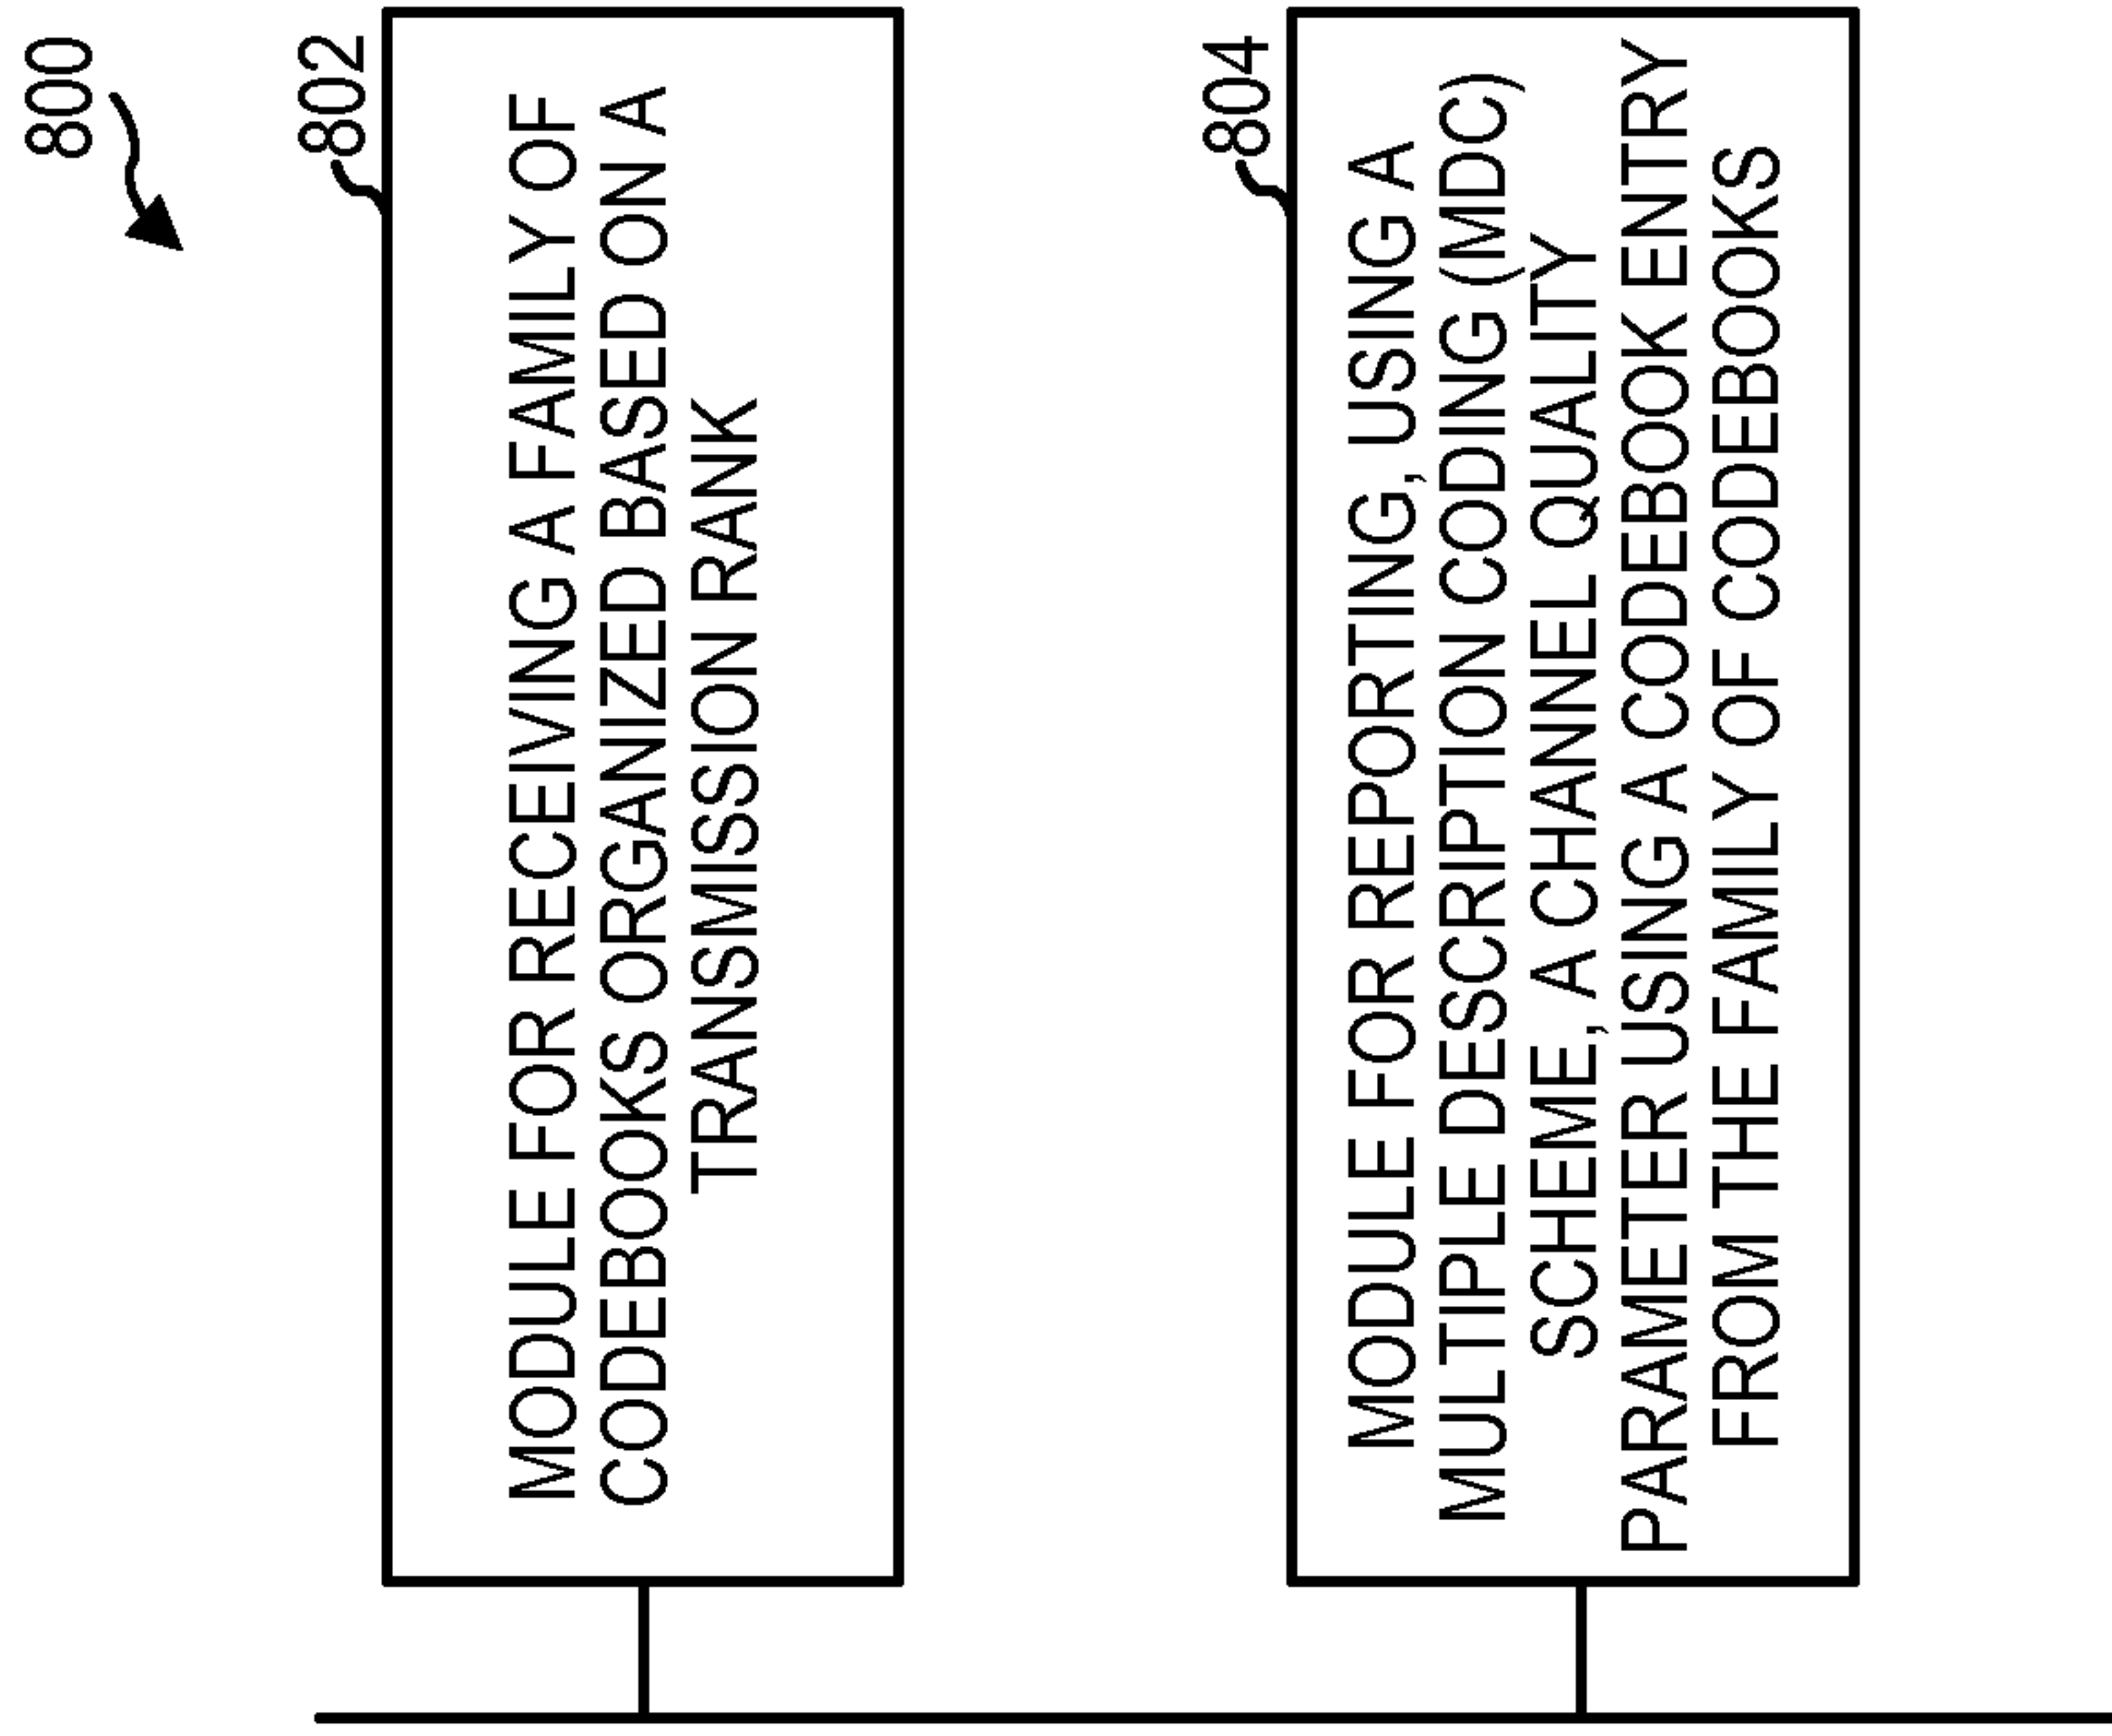 800
802
MODULE FOR RECEIVING A FAMILY OF
CODEBOOKS ORGANIZED BASED ON A
TRANSMISSION RANK
804
MODULE FOR REPORTING, USING A
MULTIPLE DESCRIPTION CODING (MDC)
SCHEME, A CHANNEL QUALITY
PARAMETER USING A CODEBOOK ENTRY
FROM THE FAMILY OF CODEBOOKS